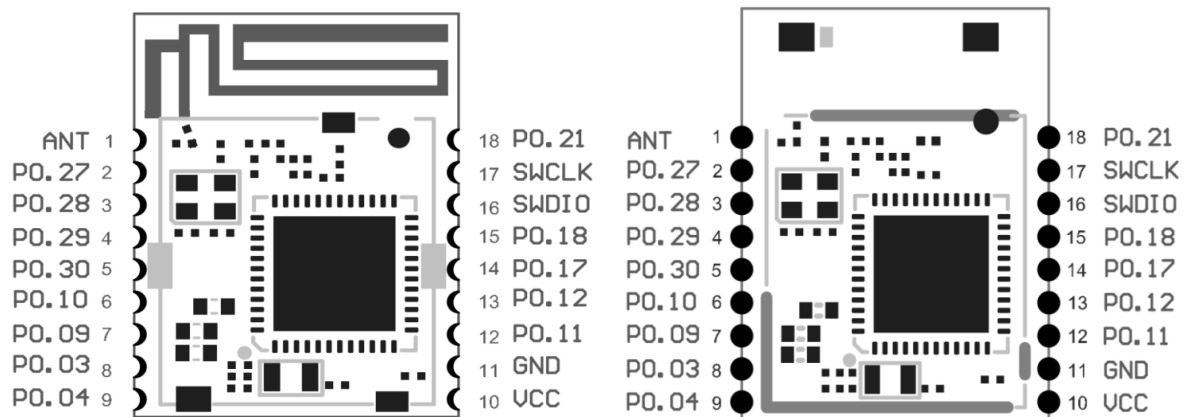 ANT 1 18 P0.21 ANT 1 18 P0.21
P0.27 2 17 SWCLK P0.27 2 17 SWCLK
P0.28 3 16 SWDIO P0.28 3 16 SWDIO
P0.29 4 15 P0.18 P0.29 4 15 P0.18
P0.30 5 14 P0.17 P0.30 5 14 P0.17
P0.10 6 13 P0.12 P0.10 6 13 P0.12
P0.09 7 12 P0.11 P0.09 7 12 P0.11
P0.03 8 11 GND P0.03 8 11 GND
P0.04 9 10 VCC P0.04 9 10 VCC